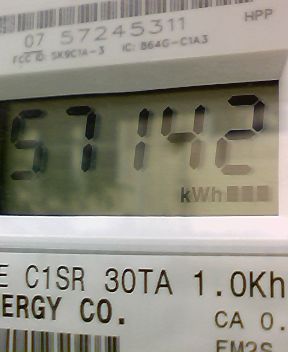 HPP
07 57245311
FCC ID: SK9C1A-3 IC: 864G-C1A3
57142
kWh
E C1SR 30TA 1.0Kh
ERGY CO.
CA 0.
FM2S